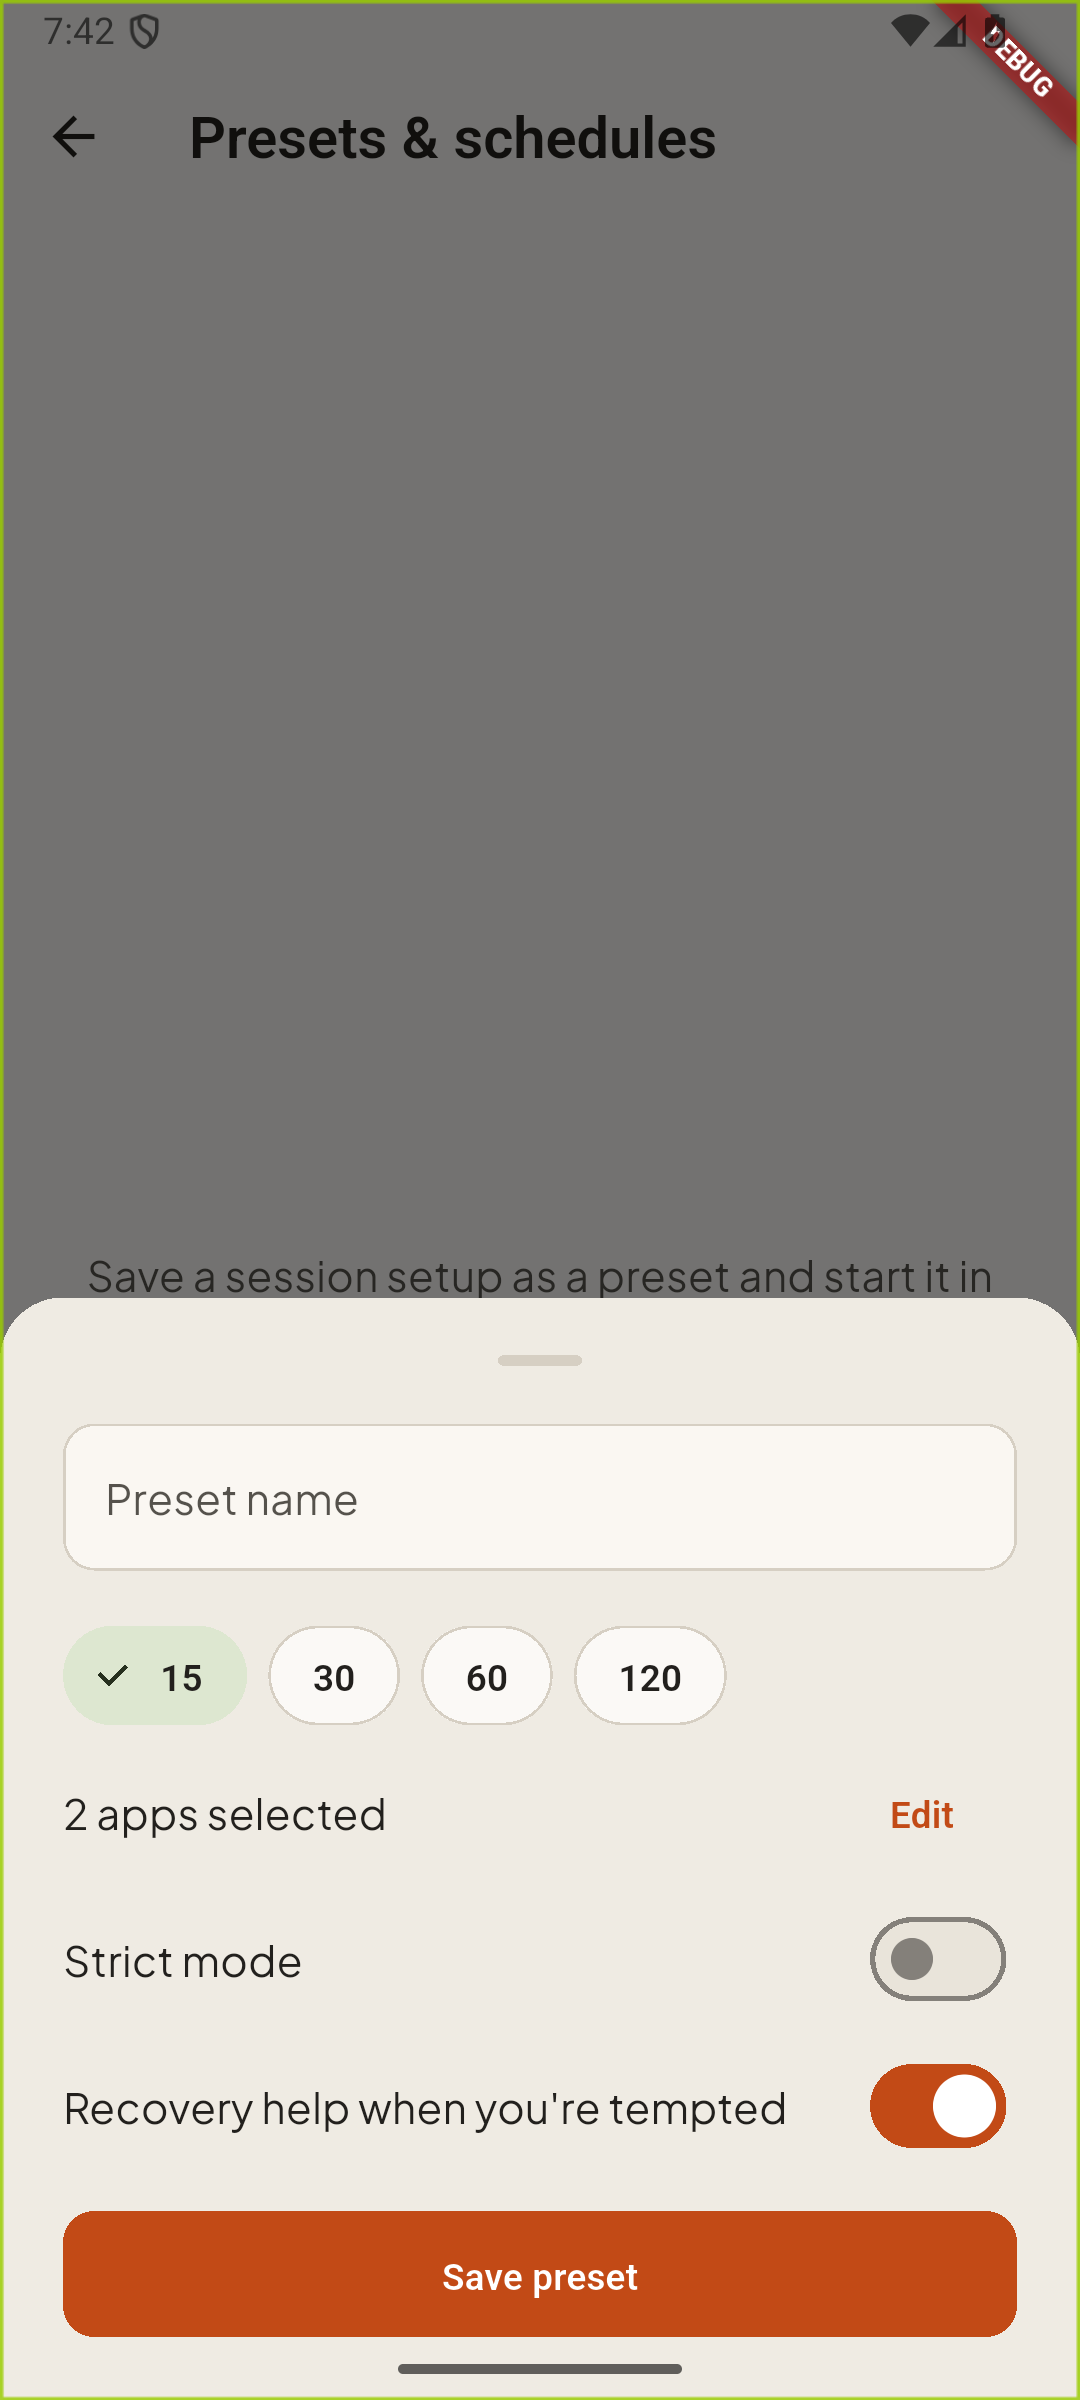 7:42
DEBUG
Presets & schedules
Save a session setup as a preset and start it in
Preset name
15 30 60 120
2 apps selected Edit
Strict mode
Recovery help when you're tempted
Save preset